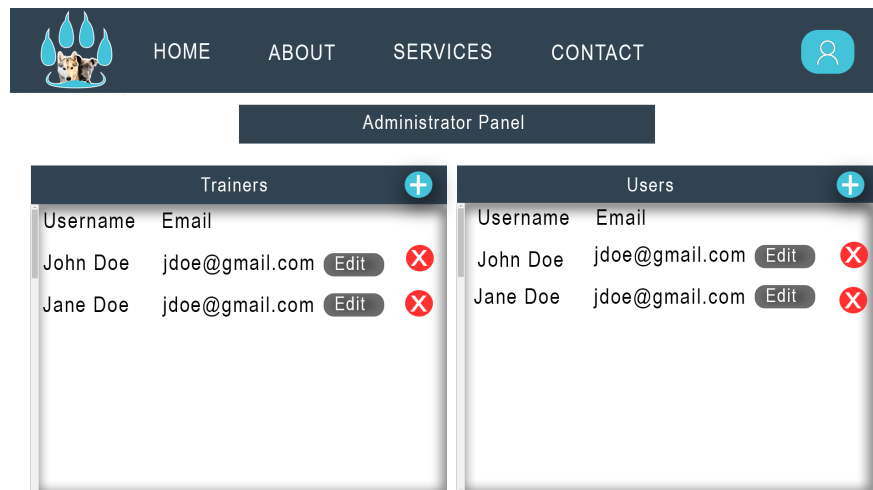 HOME ABOUT SERVICES CONTACT
Administrator Panel
Trainers
Username Email
John Doe jdoe@gmail.com Edit X
Jane Doe jdoe@gmail.com Edit X
Users
Username Email
John Doe jdoe@gmail.com Edit X
Jane Doe jdoe@gmail.com Edit X